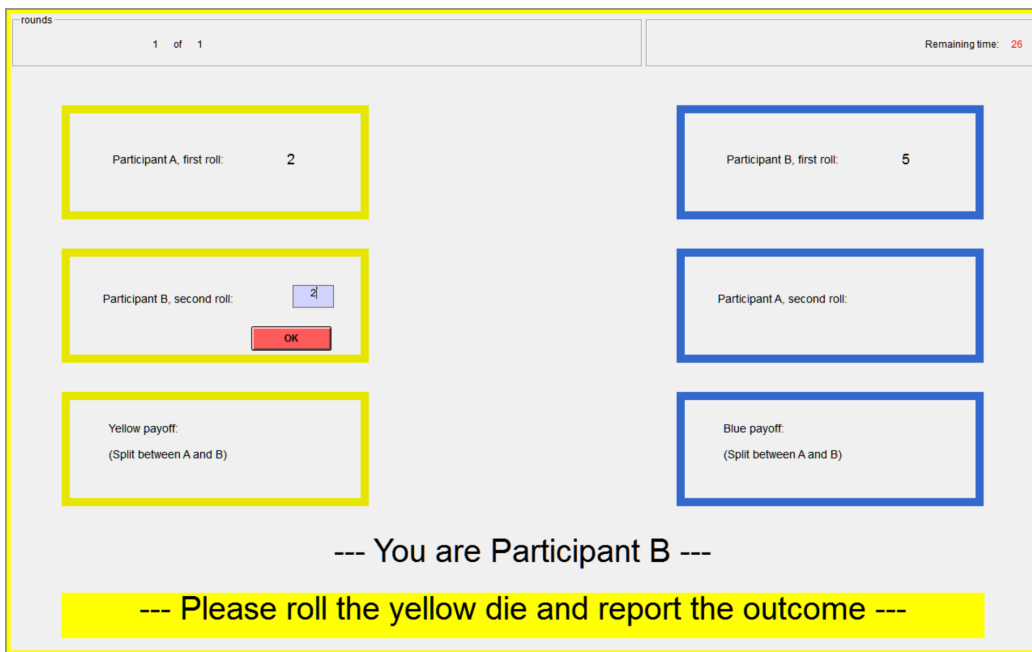 rounds
1 of 1
Remaining time: 26
Participant A, first roll: 2
Participant B, first roll: 5
Participant B, second roll: 2
OK
Participant A, second roll:
Yellow payoff:
(Split between A and B)
Blue payoff:
(Split between A and B)
--- You are Participant B ---
--- Please roll the yellow die and report the outcome ---